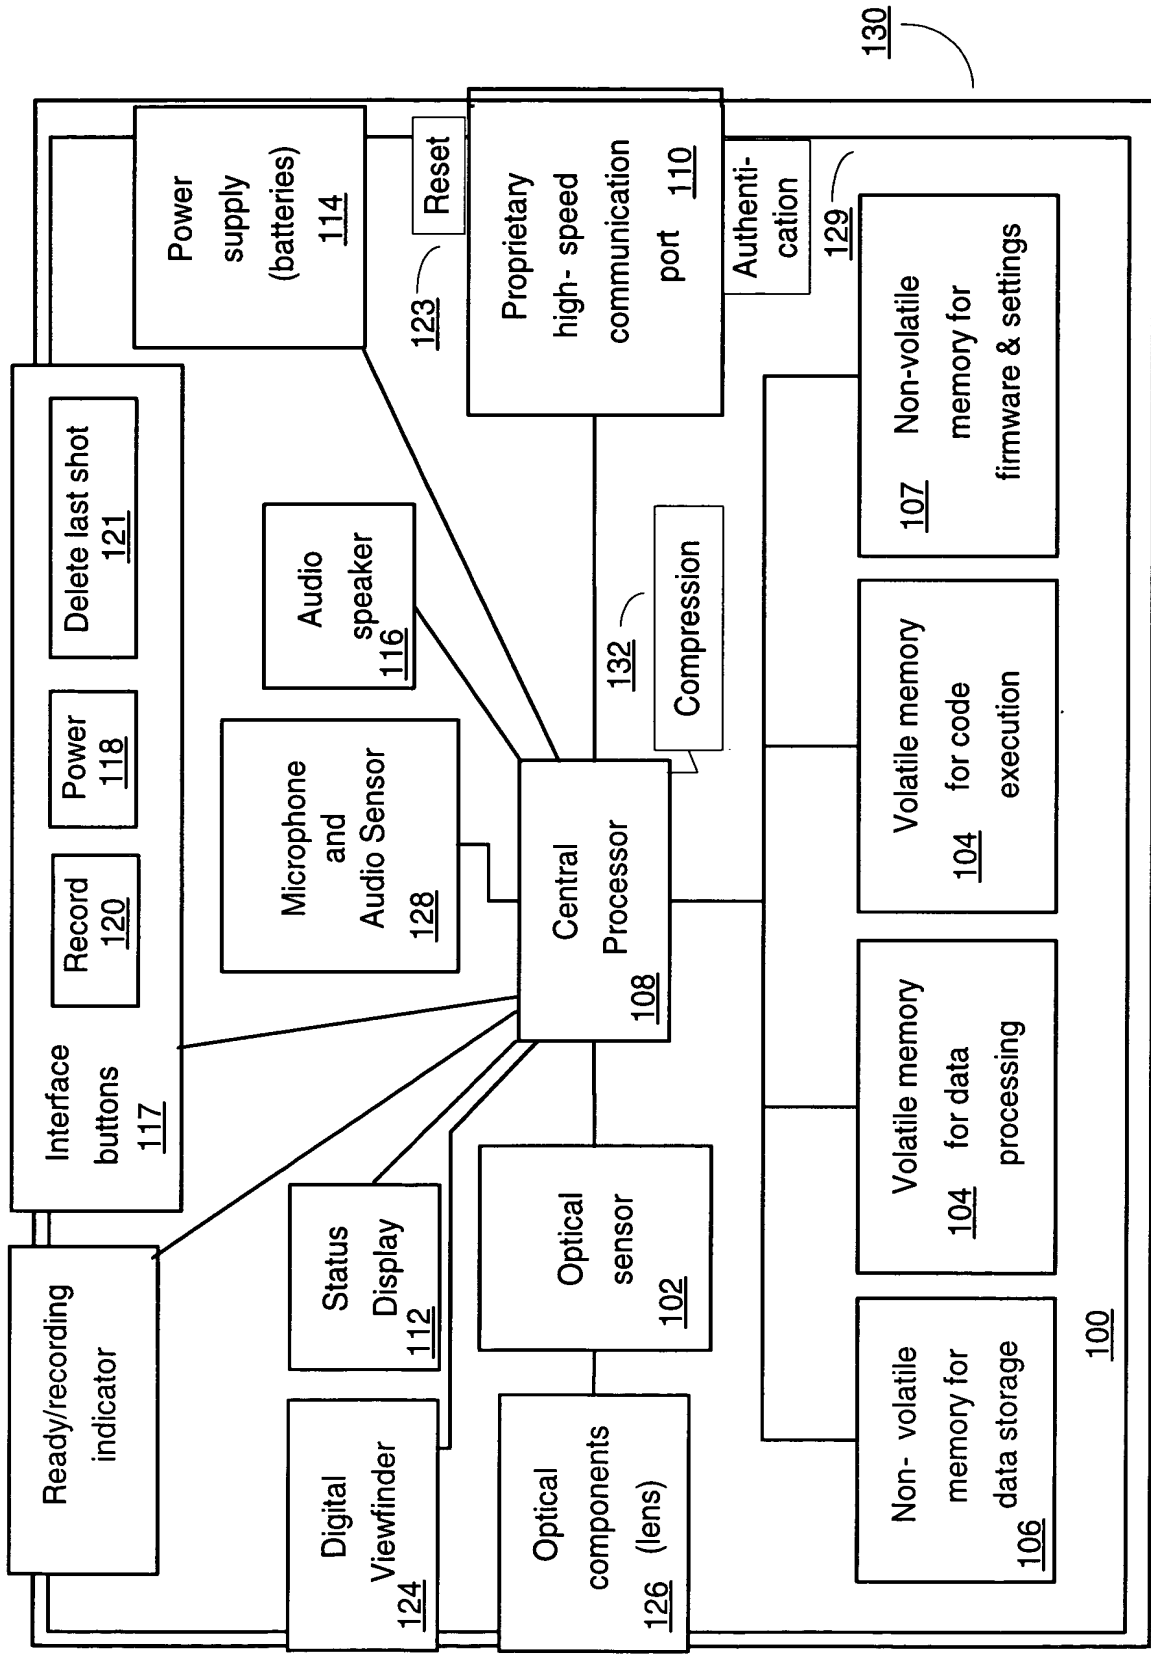 Ready/recording
indicator
Interface
buttons
117
Record
120
Power
118
Delete last shot
121
Power
supply
(batteries)
114
Digital
Viewfinder
124
Status
Display
112
Microphone
and
Audio Sensor
128
Audio
speaker
116
123
Reset
Optical
components
(lens)
126
Optical
sensor
102
Central
Processor
108
132
Compression
Proprietary
high- speed
communication
port
110
Authenti-
cation
129
130
Non- volatile
memory for
data storage
106
Volatile memory
for data
104
processing
Volatile memory
for code
104
execution
Non-volatile
107
memory for
firmware & settings
100